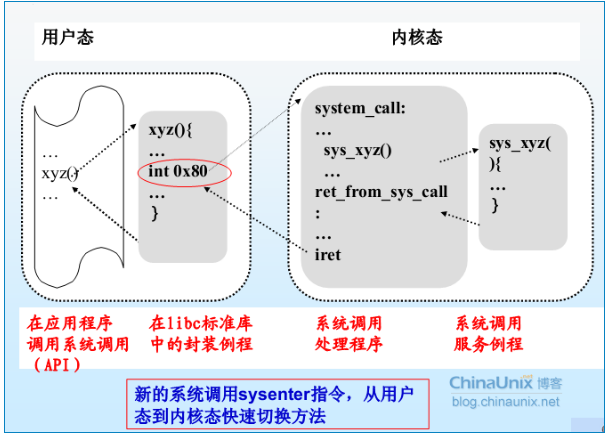 用户态
内核态
…
xyz()
…
xyz(){
…
int 0x80
…
}
system_call:
…
sys_xyz()
…
ret_from_sys_call
:
…
iret
sys_xyz(
){
…
}
在应用程序
调用系统调用
（API）
在libc标准库
中的封装例程
系统调用
处理程序
系统调用
服务例程
新的系统调用sysenter指令，从用户
态到内核态快速切换方法
ChinaUnix 博客
blog.chinaunix.net